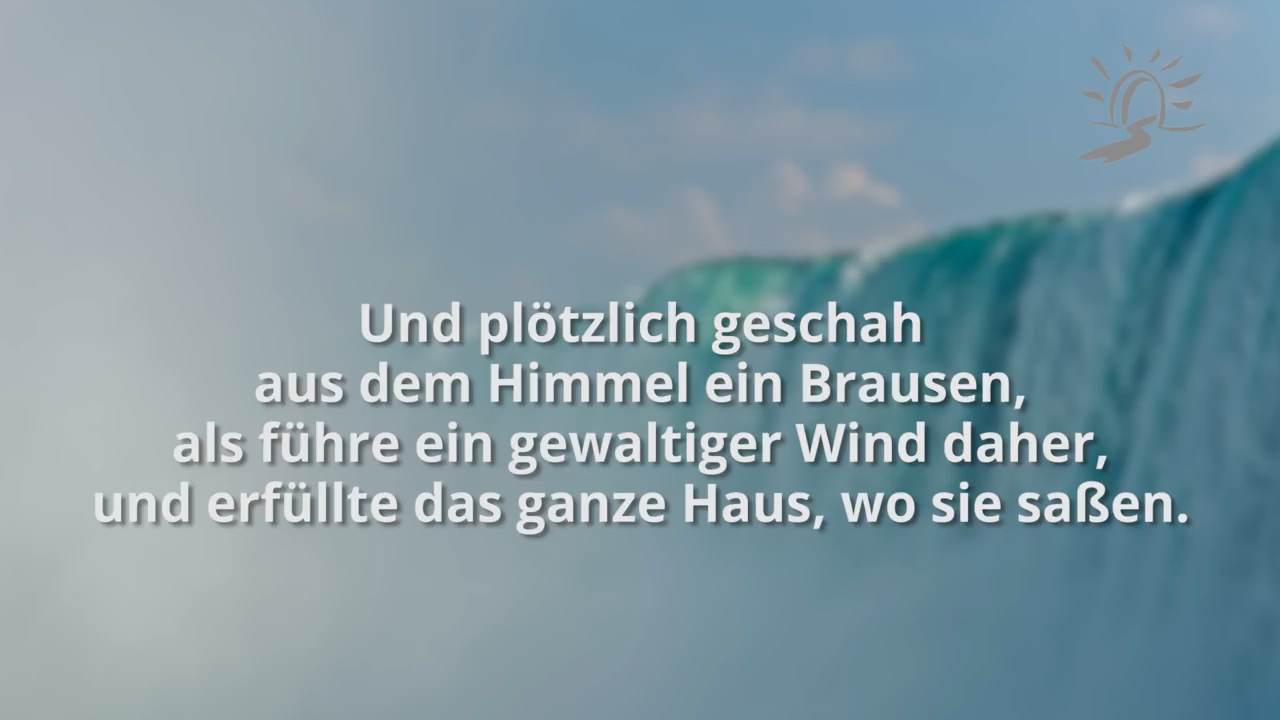 Und plötzlich geschah
aus dem Himmel ein Brausen,
als führe ein gewaltiger Wind daher,
und erfüllte das ganze Haus, wo sie saßen.